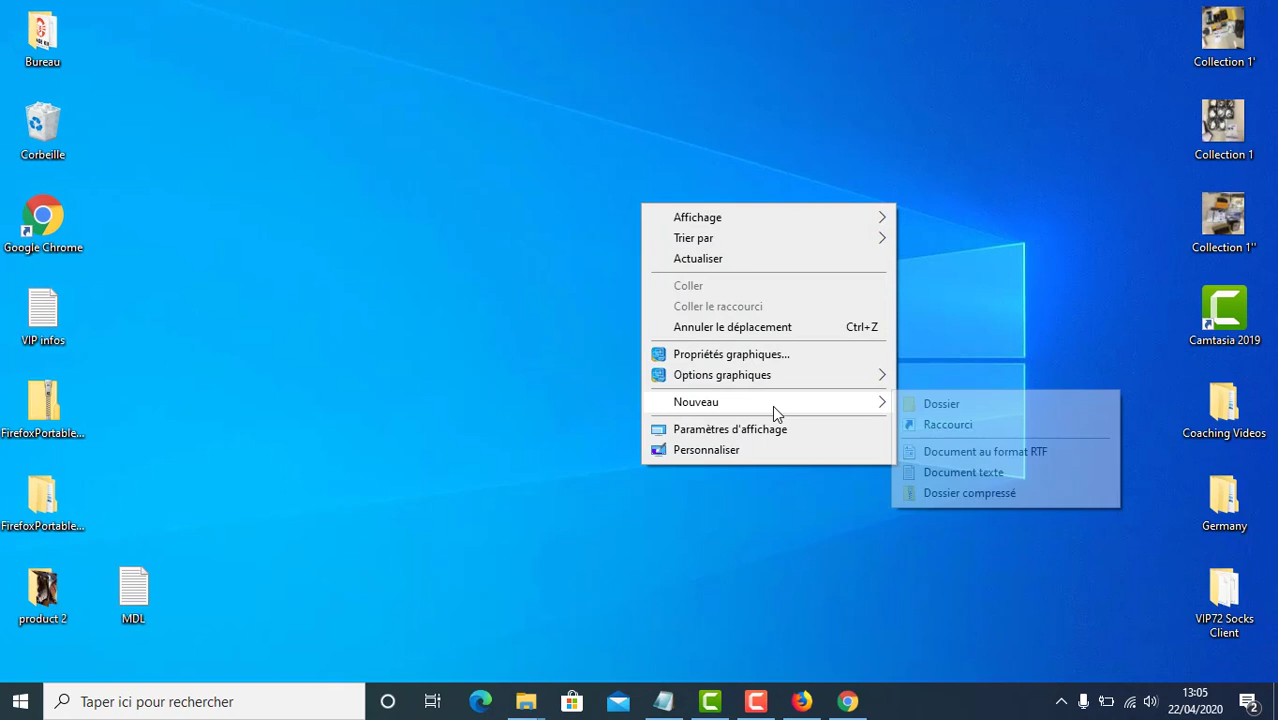 Bureau
Corbeille
Google Chrome
VIP infos
FirefoxPortable...
FirefoxPortable...
product 2
MDL
Affichage
Trier par
Actualiser
Coller
Coller le raccourci
Annuler le déplacement Ctrl+Z
Propriétés graphiques...
Options graphiques
Nouveau
Paramètres d'affichage
Personnaliser
Dossier
Raccourci
Document au format RTF
Document texte
Dossier compressé
Collection 1'
Collection 1
Collection 1''
Camtasia 2019
Coaching Videos
Germany
VIP72 Socks
Client
Taper ici pour rechercher
13:05
22/04/2020
2